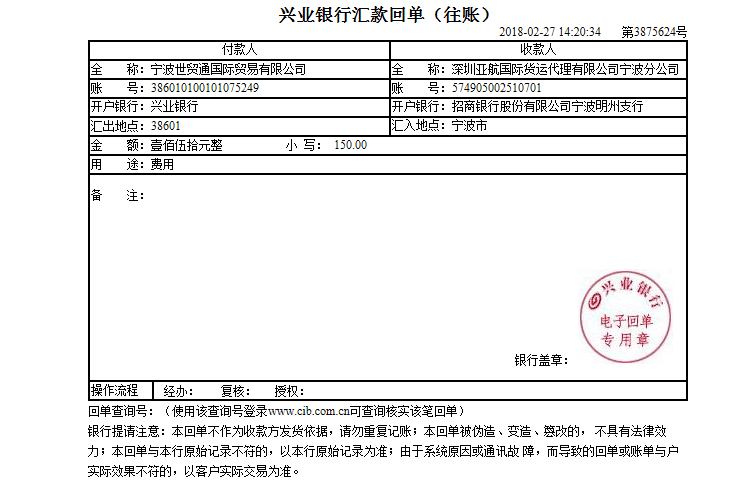 兴业银行汇款回单（往账）
2018-02-27 14:20:34 第3875624号
付款人 收款人
全 称：宁波世贸通国际贸易有限公司 全 称：深圳亚航国际货运代理有限公司宁波分公司
账 号：386010100101075249 账 号：574905002510701
开户银行：兴业银行 开户银行：招商银行股份有限公司宁波明州支行
汇出地点：38601 汇入地点：宁波市
金 额：壹佰伍拾元整 小 写： 150.00
用 途：费用
备 注：
兴业银行
电子回单
专用章
银行盖章：
操作流程 经办： 复核： 授权：
回单查询号：（使用该查询号登录www.cib.com.cn可查询核实该笔回单）
银行提请注意：本回单不作为收款方发货依据，请勿重复记账；本回单被伪造、变造、篡改的，不具有法律效
力；本回单与本行原始记录不符的，以本行原始记录为准；由于系统原因或通讯故 障，而导致的回单或账单与户
实际效果不符的，以客户实际交易为准。